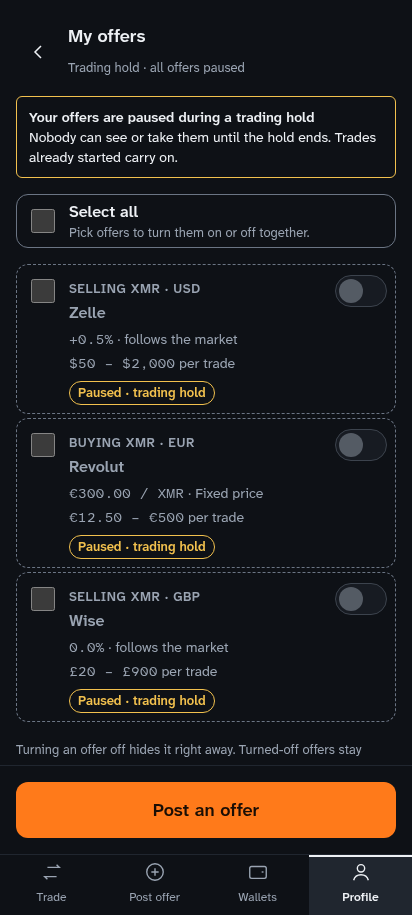 My offers
Trading hold · all offers paused
Your offers are paused during a trading hold
Nobody can see or take them until the hold ends. Trades
already started carry on.
Select all
Pick offers to turn them on or off together.
SELLING XMR · USD
Zelle
+0.5% · follows the market
$50 – $2,000 per trade
Paused · trading hold
BUYING XMR · EUR
Revolut
€300.00 / XMR · Fixed price
€12.50 – €500 per trade
Paused · trading hold
SELLING XMR · GBP
Wise
0.0% · follows the market
£20 – £900 per trade
Paused · trading hold
Turning an offer off hides it right away. Turned-off offers stay
Post an offer
Trade
Post offer
Wallets
Profile